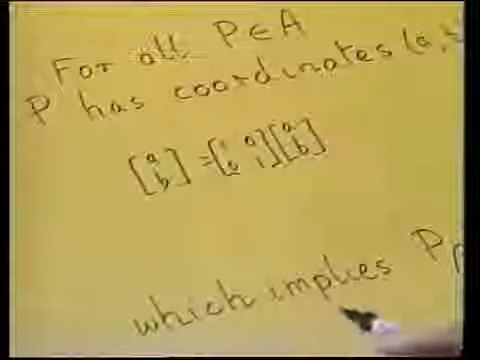 For all P ∈ A
P has coordinates (a,
[a b] = [1 0 0 1][a b]
which implies P